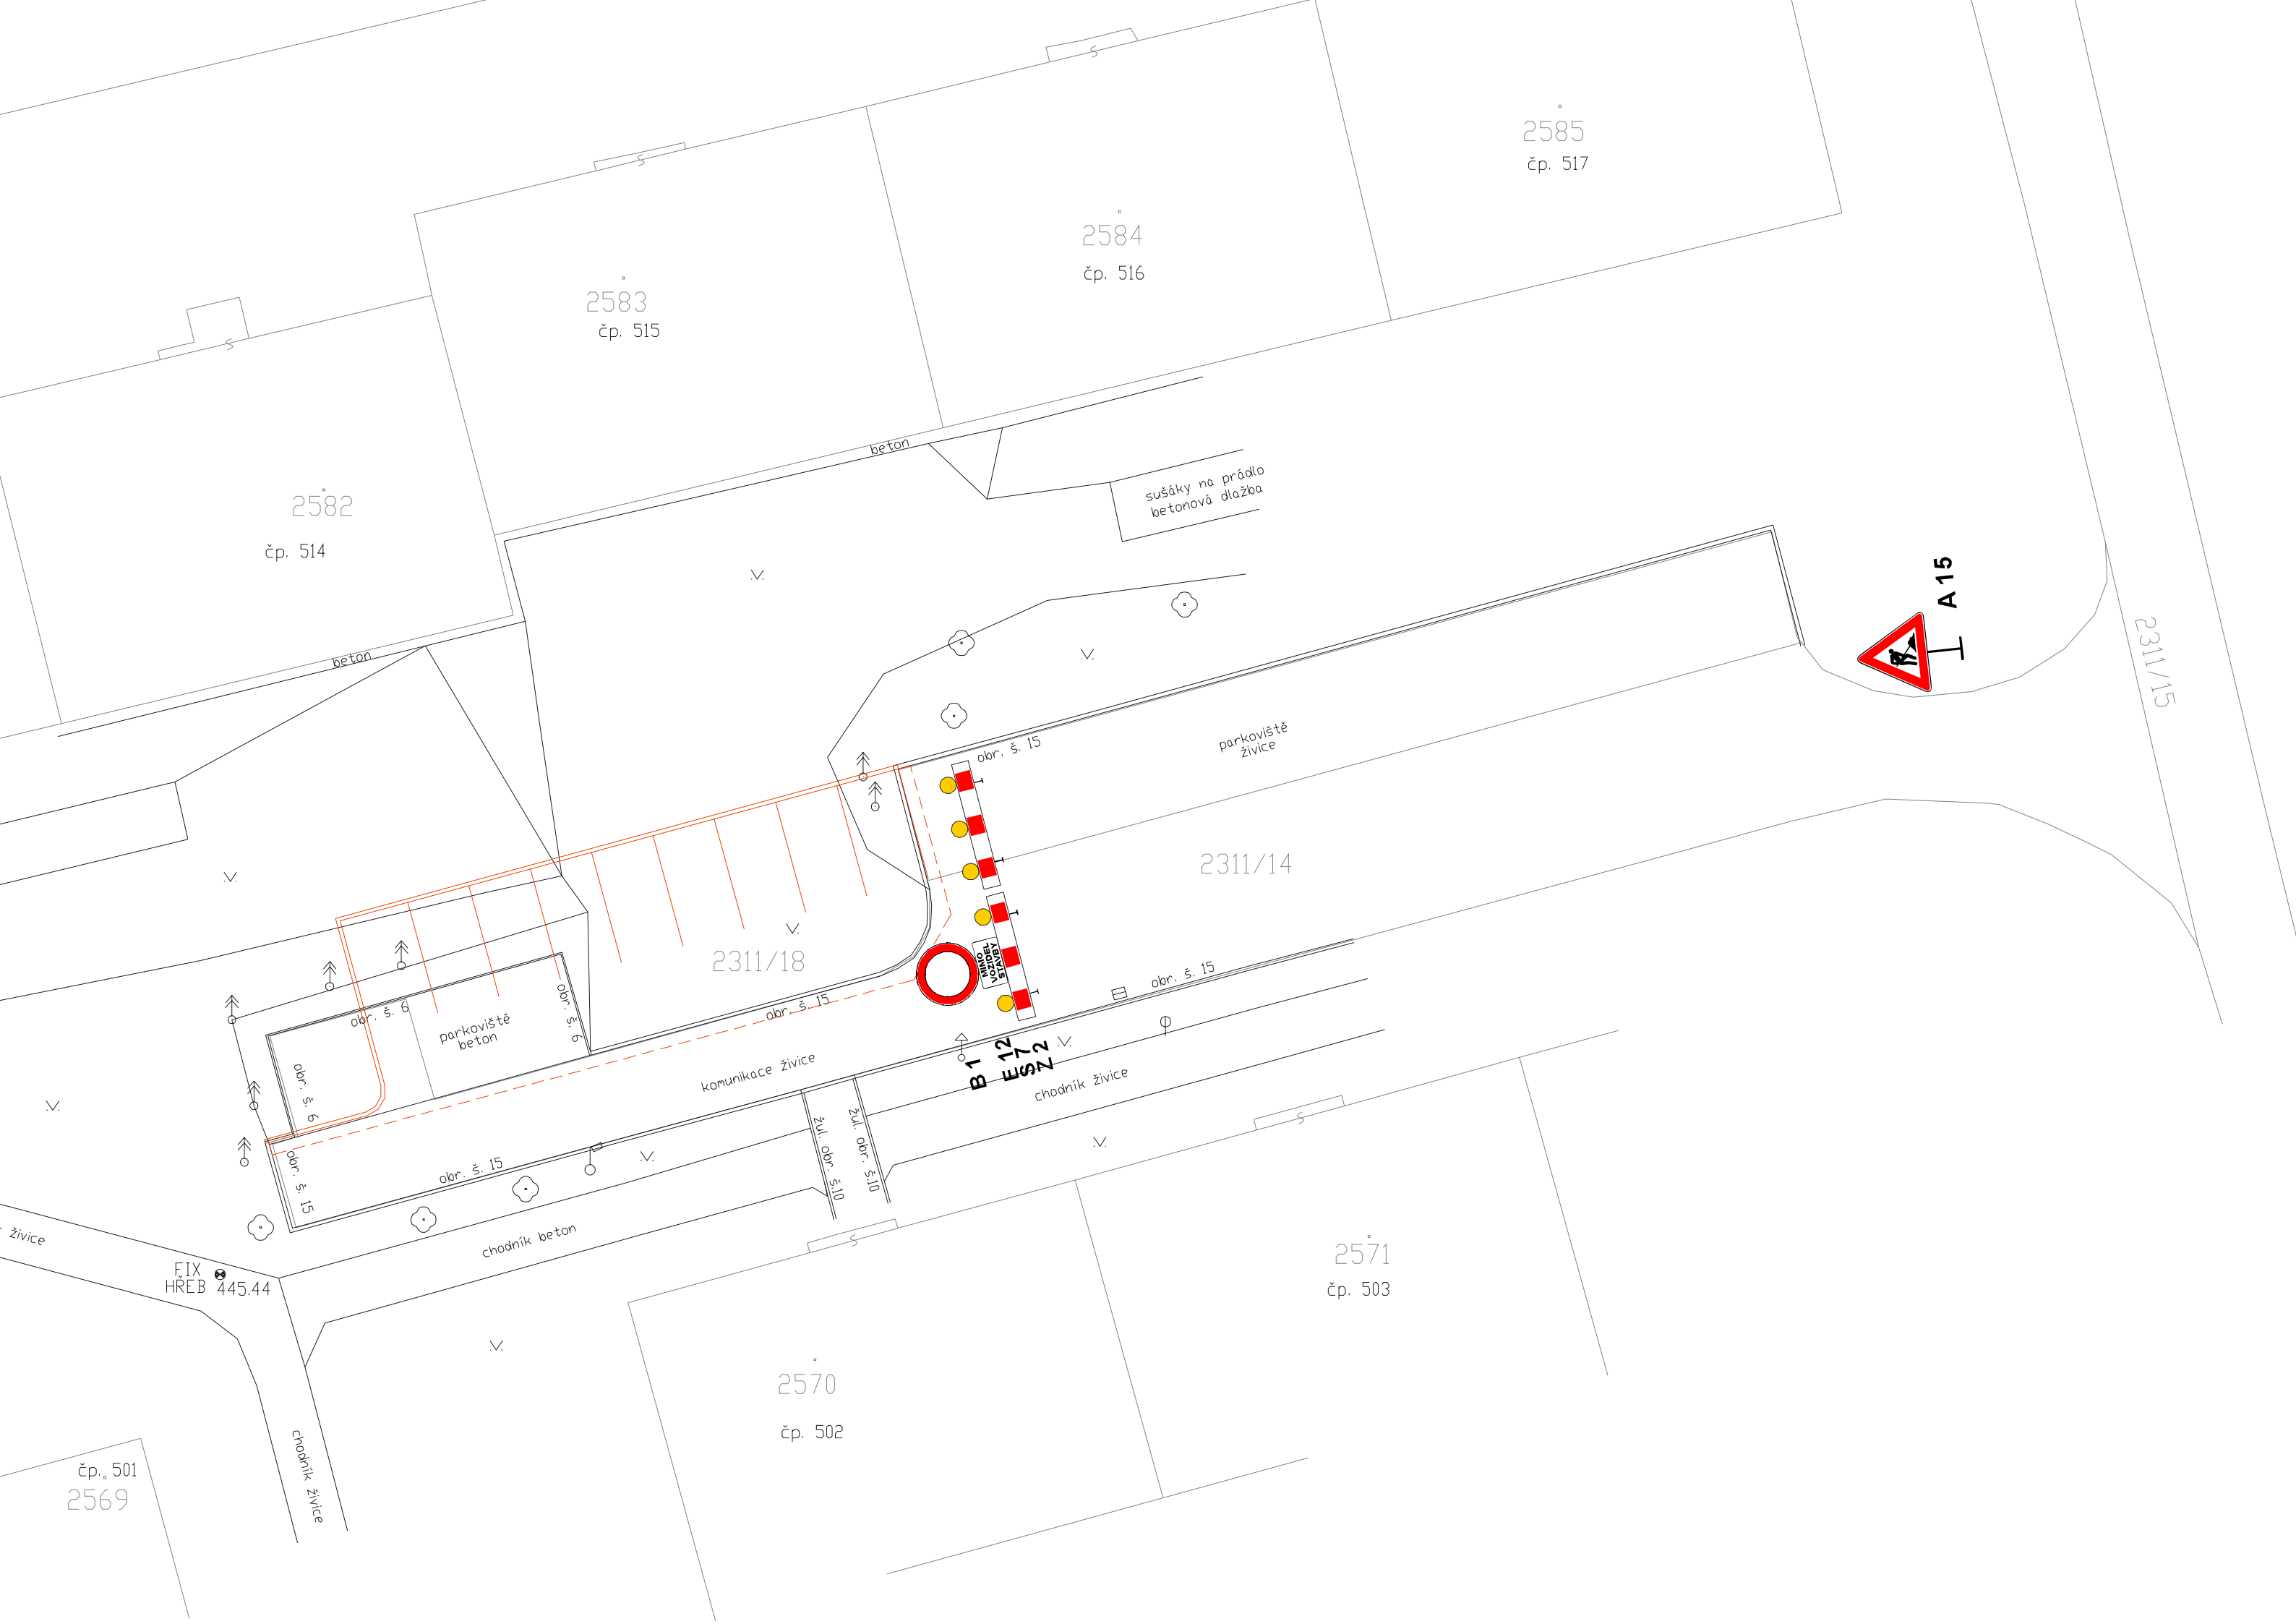 S
2585
čp. 517
S
2584
čp. 516
2583
čp. 515
S
2582
čp. 514
beton
sušáky na prádlo
betonová dlažba
A 15
beton
2311/15
obr. š. 15
parkoviště
živice
2311/14
2311/18
MIMO
VOZIDEL
STAVBY
obr. š. 15
obr. š. 15
obr. š. 6
parkoviště
beton
obr. š. 6
obr. š. 6
komunikace živice
B 1
E 12
S 7
Z 2
chodník živice
žul. obr. š.10
žul. obr. š.10
S
obr. š. 15
obr. š. 15
chodník beton
S
živice
FIX
HŘEB 445.44
2571
čp. 503
2570
čp. 502
chodník živice
čp. 501
2569